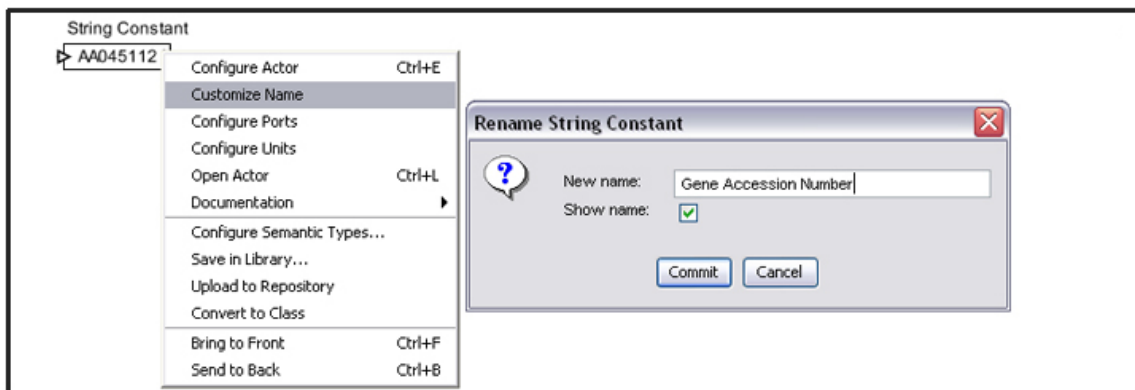 String Constant
AA045112
Configure Actor Ctrl+E
Customize Name
Configure Ports
Configure Units
Open Actor Ctrl+L
Documentation
Configure Semantic Types...
Save in Library...
Upload to Repository
Convert to Class
Bring to Front Ctrl+F
Send to Back Ctrl+B
Rename String Constant
?
New name: Gene Accession Number
Show name:
Commit Cancel